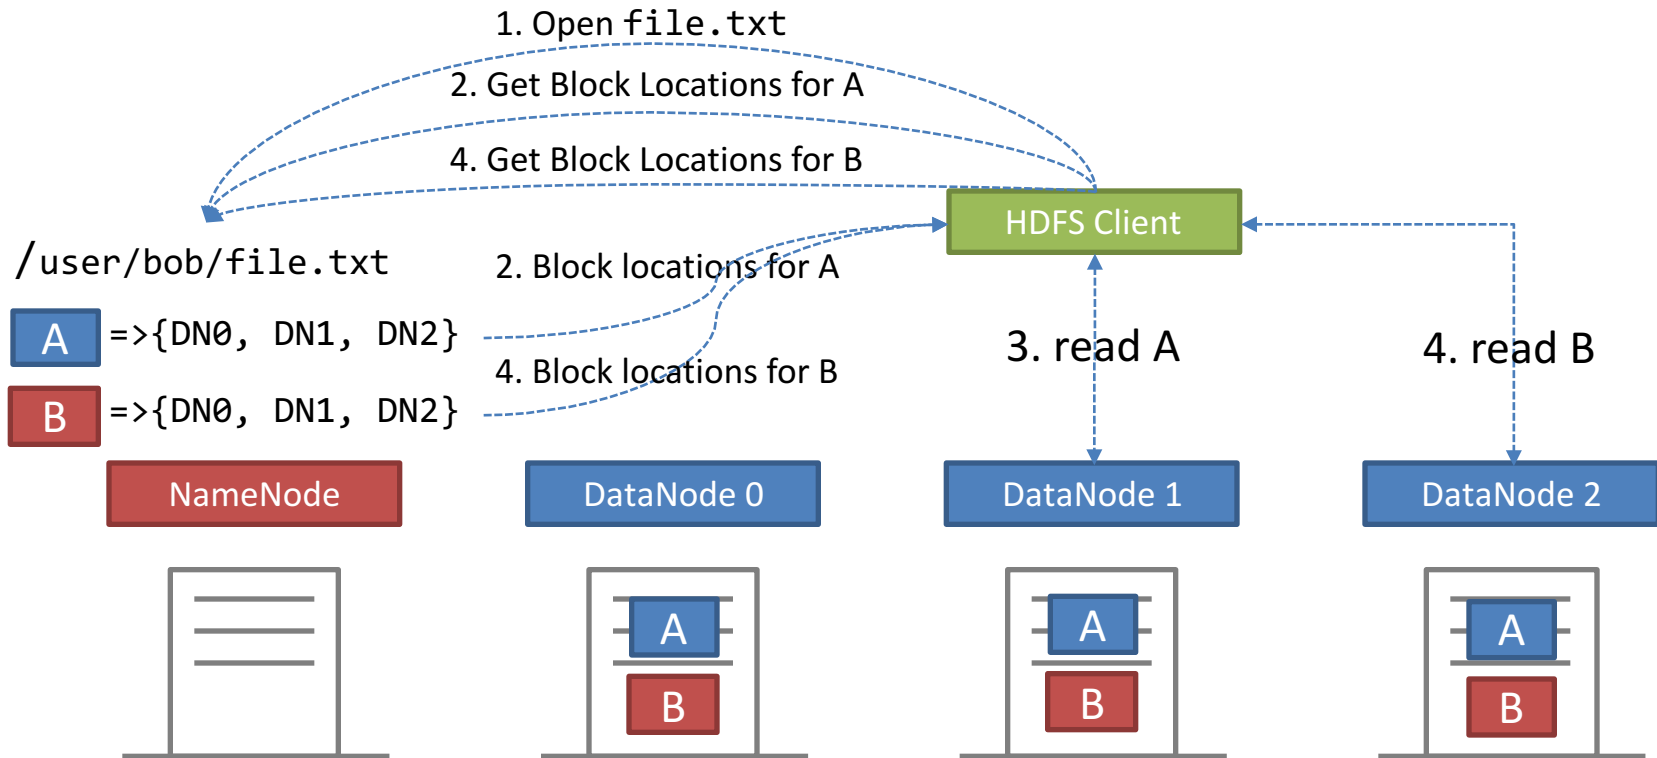 1. Open file.txt
2. Get Block Locations for A
4. Get Block Locations for B
HDFS Client
/user/bob/file.txt
2. Block locations for A
A =>{DN0, DN1, DN2}
3. read A
4. read B
4. Block locations for B
B =>{DN0, DN1, DN2}
NameNode
DataNode 0
DataNode 1
DataNode 2
A
A
A
B
B
B